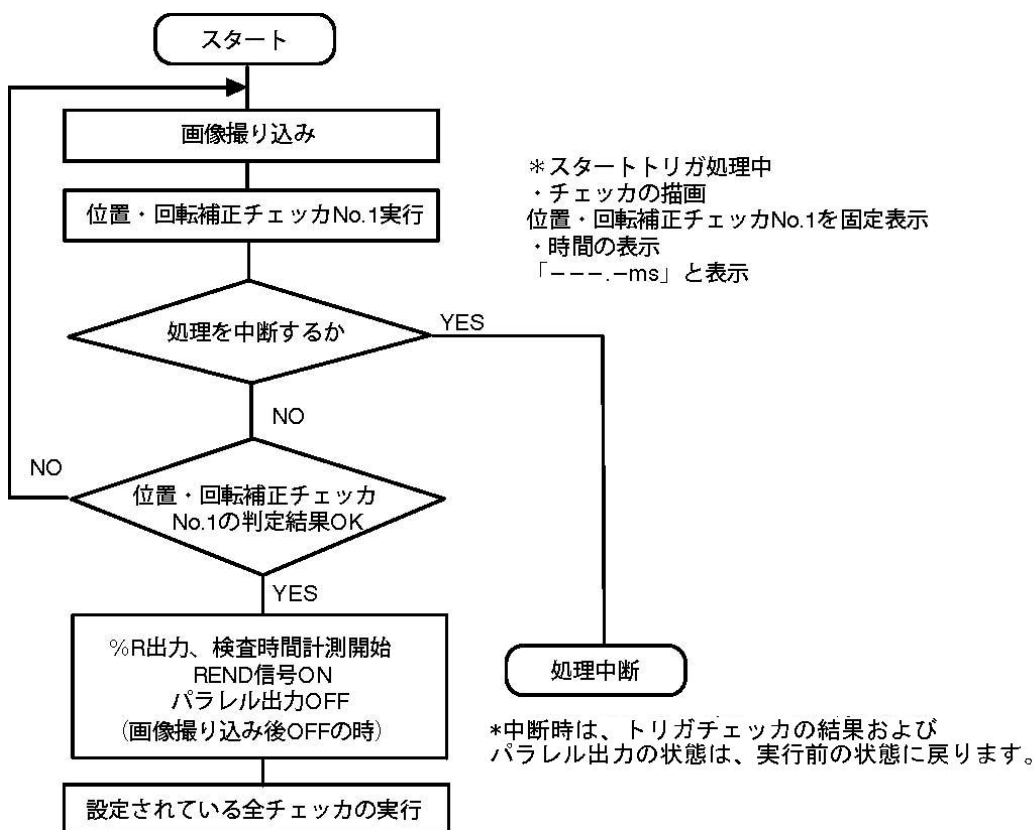 スタート
画像撮り込み
位置・回転補正チェッカNo.1実行
*スタートトリガ処理中
・チェッカの描画
位置・回転補正チェッカNo.1を固定表示
・時間の表示
「−−−.−ms」と表示
処理を中断するか
YES
NO
NO
位置・回転補正チェッカ
No.1の判定結果OK
YES
%R出力、検査時間計測開始
REND信号ON
パラレル出力OFF
(画像撮り込み後OFFの時)
処理中断
*中断時は、トリガチェッカの結果および
パラレル出力の状態は、実行前の状態に戻ります。
設定されている全チェッカの実行